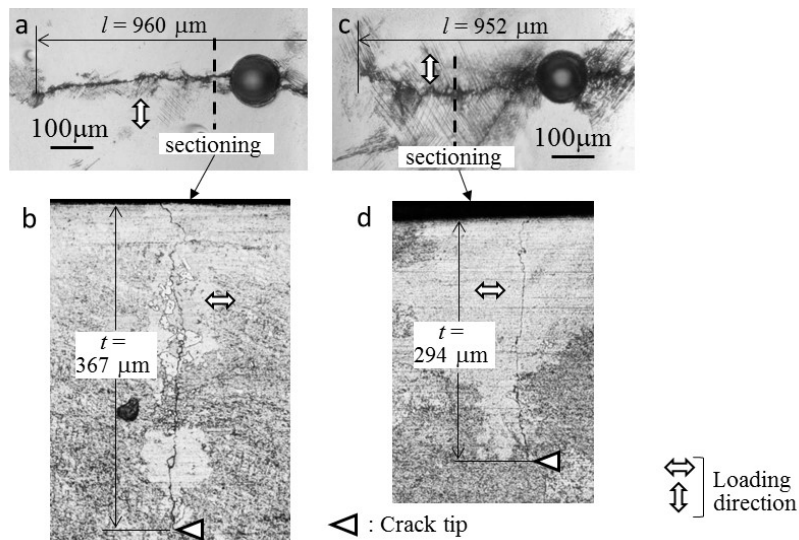 a
l = 960 μm
100μm
sectioning
c
l = 952 μm
100μm
sectioning
b
t =
367 μm
d
t =
294 μm
: Crack tip
Loading
direction